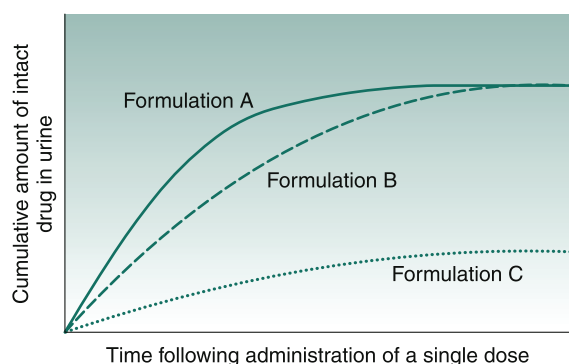 Cumulative amount of intact
drug in urine
Formulation A
Formulation B
Formulation C
Time following administration of a single dose